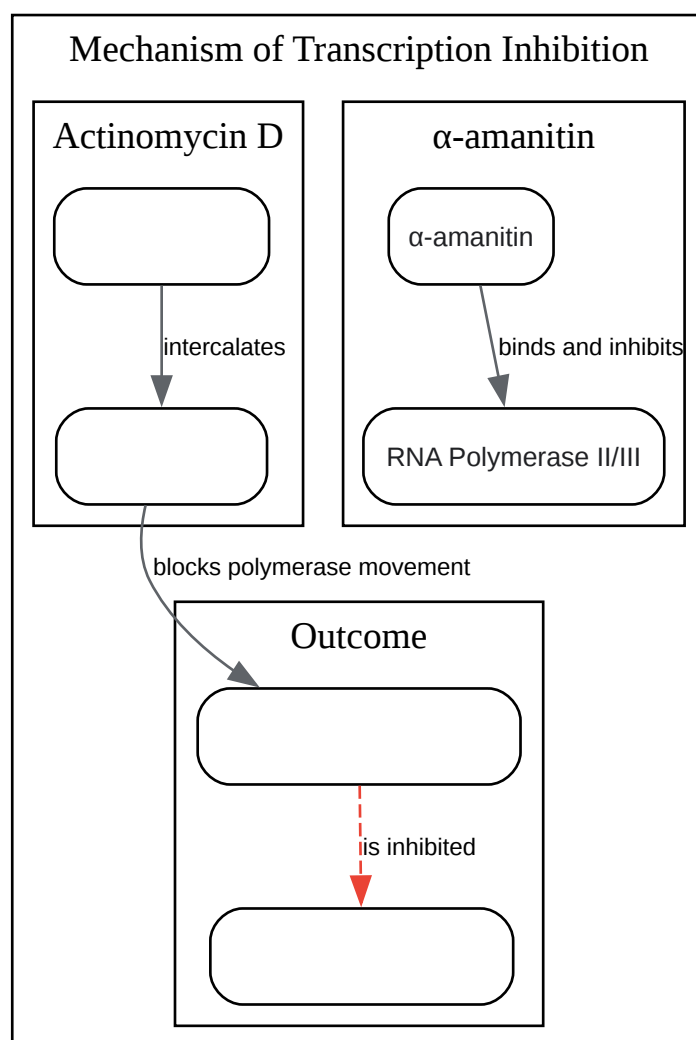 Mechanism of Transcription Inhibition
Actinomycin D
intercalates
α-amanitin
α-amanitin
binds and inhibits
RNA Polymerase II/III
blocks polymerase movement
Outcome
is inhibited